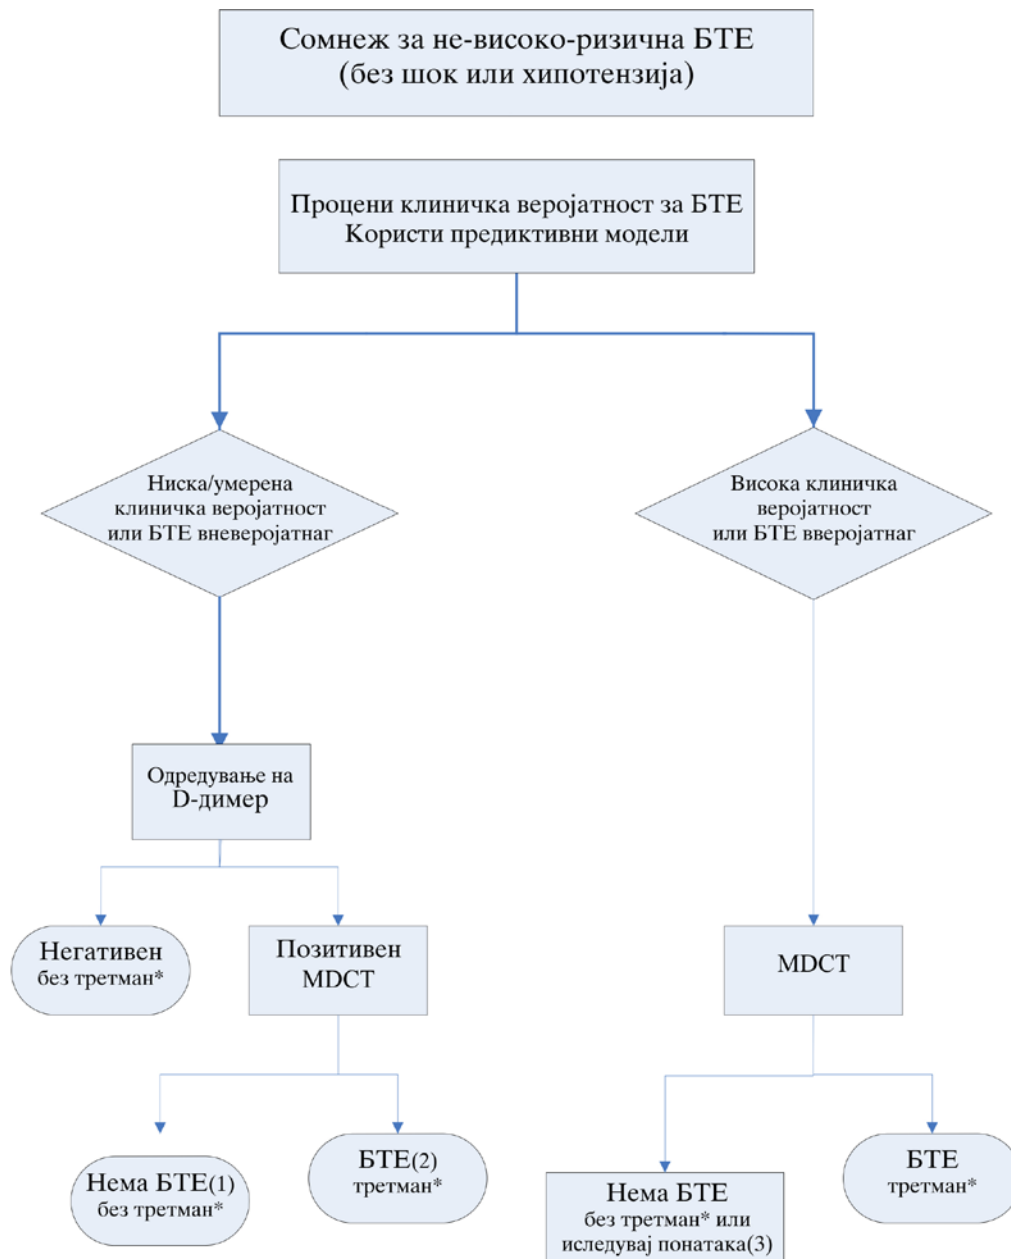 Сомнеж за не-високо-ризична БТЕ
(без шок или хипотензија)
Процени клиничка веројатност за БТЕ
Користи предиктивни модели
Ниска/умерена
клиничка веројатност
или БТЕ вневеројатнаг
Висока клиничка
веројатност
или БТЕ вверојатнаг
Одредување на
D-димер
Негативен
без третман*
Позитивен
MDCT
MDCT
Нема БТЕ(1)
без третман*
БТЕ(2)
третман*
Нема БТЕ
без третман* или
иследувај понатака(3)
БТЕ
третман*